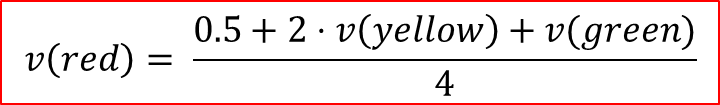 v(red) = (0.5 + 2 · v(yellow) + v(green)) / 4